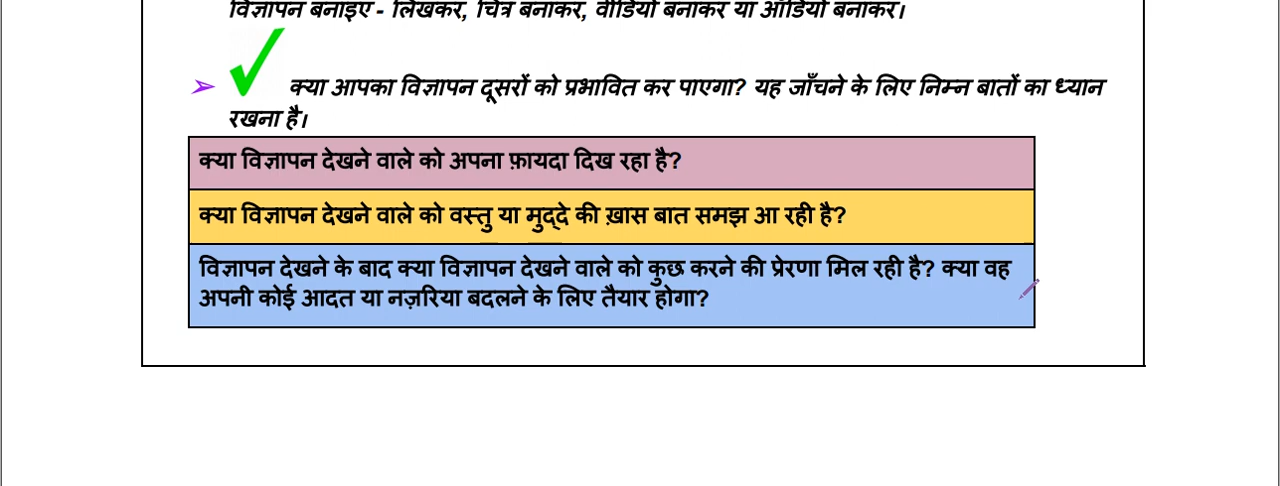 विज्ञापन बनाइए - लिखकर, चित्र बनाकर, वीडियो बनाकर या ऑडियो बनाकर।
➢ क्या आपका विज्ञापन दूसरों को प्रभावित कर पाएगा? यह जाँचने के लिए निम्न बातों का ध्यान
रखना है।
क्या विज्ञापन देखने वाले को अपना फ़ायदा दिख रहा है?
क्या विज्ञापन देखने वाले को वस्तु या मुद्दे की ख़ास बात समझ आ रही है?
विज्ञापन देखने के बाद क्या विज्ञापन देखने वाले को कुछ करने की प्रेरणा मिल रही है? क्या वह
अपनी कोई आदत या नज़रिया बदलने के लिए तैयार होगा?